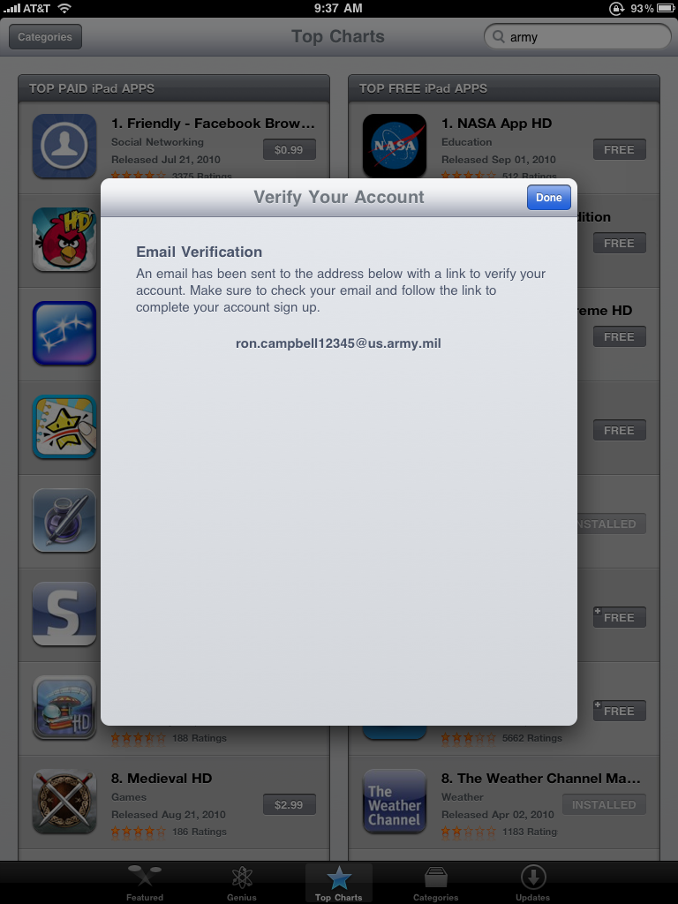 AT&T 9:37 AM 93%
Categories Top Charts army
TOP PAID iPad APPS
TOP FREE iPad APPS
1. Friendly - Facebook Brow...
Social Networking
Released Jul 21, 2010
$0.99
3375 Ratings
1. NASA App HD
Education
Released Sep 01, 2010
FREE
512 Ratings
NASA
Verify Your Account
Done
Email Verification
An email has been sent to the address below with a link to verify your
account. Make sure to check your email and follow the link to
complete your account sign up.
ron.campbell12345@us.army.mil
HD
dition
FREE
reme HD
FREE
FREE
NSTALLED
S
FREE
HD
FREE
188 Ratings
5662 Ratings
8. Medieval HD
Games
Released Aug 21, 2010
$2.99
186 Ratings
The
Weather
Channel
8. The Weather Channel Ma...
Weather
Released Apr 02, 2010
INSTALLED
1183 Rating
Featured Genius Top Charts Categories Updates